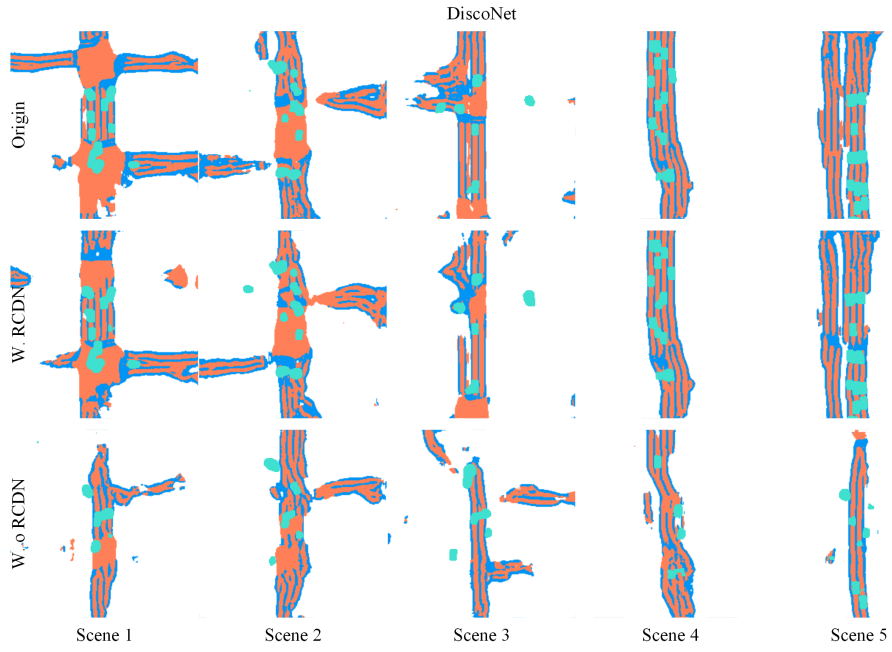 DiscoNet
Origin
W. RCDN
W./o RCDN
Scene 1
Scene 2
Scene 3
Scene 4
Scene 5